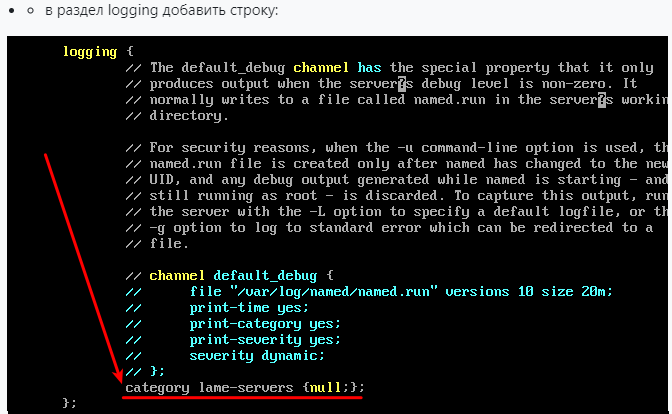 в раздел logging добавить строку:
logging {
// The default_debug channel has the special property that it only
// produces output when the server?s debug level is non-zero. It
// normally writes to a file called named.run in the server?s workin
// directory.
// For security reasons, when the -u command-line option is used, th
// named.run file is created only after named has changed to the new
// UID, and any debug output generated while named is starting - and
// still running as root - is discarded. To capture this output, run
// the server with the -L option to specify a default logfile, or th
// -g option to log to standard error which can be redirected to a
// file.
// channel default_debug {
// file "/var/log/named/named.run" versions 10 size 20m;
// print-time yes;
// print-category yes;
// print-severity yes;
// severity dynamic;
// };
category lame-servers {null;};
};